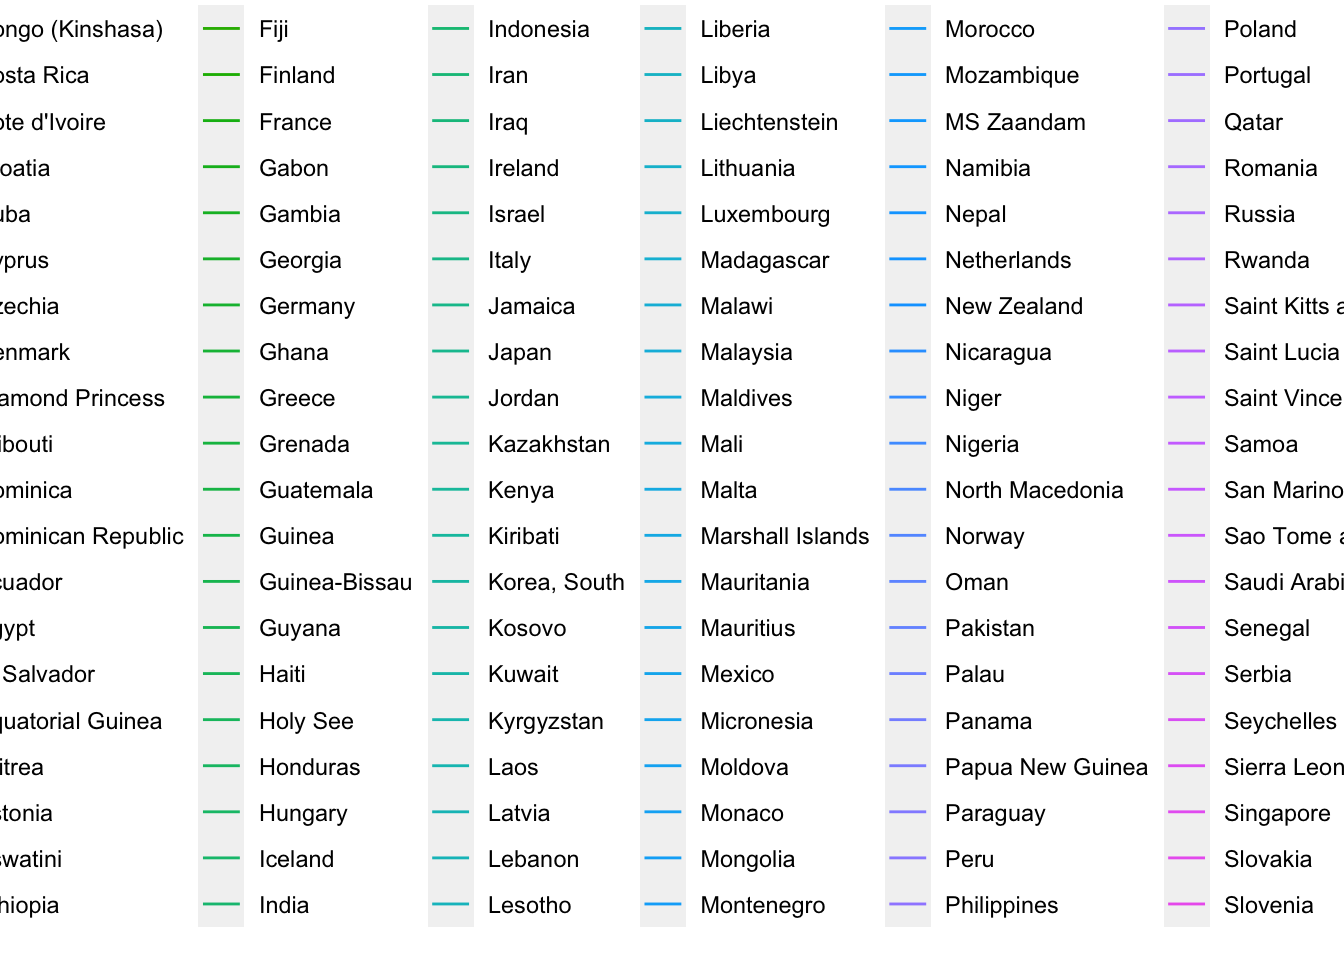 ongo (Kinshasa) Fiji Indonesia Liberia Morocco Poland
osta Rica Finland Iran Libya Mozambique Portugal
ote d'Ivoire France Iraq Liechtenstein MS Zaandam Qatar
oatia Gabon Ireland Lithuania Namibia Romania
uba Gambia Israel Luxembourg Nepal Russia
yprus Georgia Italy Madagascar Netherlands Rwanda
zechia Germany Jamaica Malawi New Zealand Saint Kitts a
enmark Ghana Japan Malaysia Nicaragua Saint Lucia
amond Princess Greece Jordan Maldives Niger Saint Vince
ibouti Grenada Kazakhstan Mali Nigeria Samoa
ominica Guatemala Kenya Malta North Macedonia San Marino
ominican Republic Guinea Kiribati Marshall Islands Norway Sao Tome a
cuador Guinea-Bissau Korea, South Mauritania Oman Saudi Arabi
gypt Guyana Kosovo Mauritius Pakistan Senegal
Salvador Haiti Kuwait Mexico Palau Serbia
quatorial Guinea Holy See Kyrgyzstan Micronesia Panama Seychelles
itrea Honduras Laos Moldova Papua New Guinea Sierra Leon
stonia Hungary Latvia Monaco Paraguay Singapore
swatini Iceland Lebanon Mongolia Peru Slovakia
hiopia India Lesotho Montenegro Philippines Slovenia